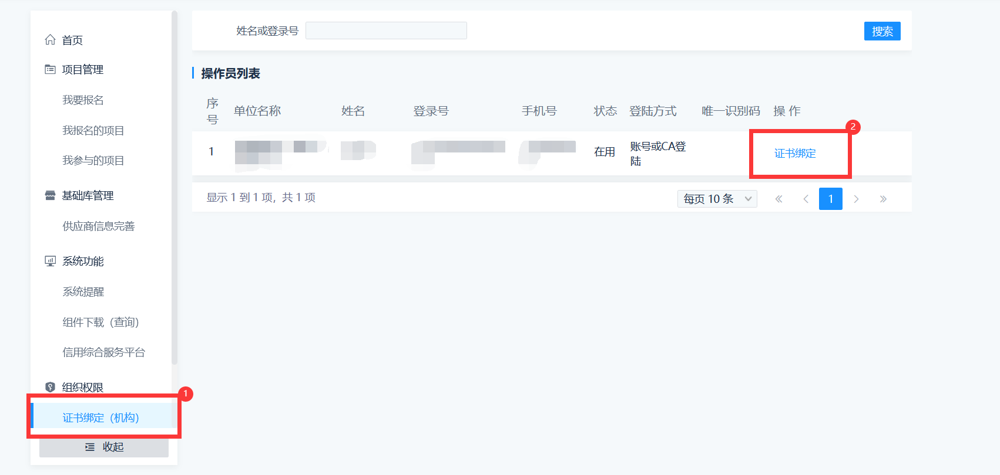 首页
项目管理
我要报名
我报名的项目
我参与的项目
基础库管理
供应商信息完善
系统功能
系统提醒
组件下载（查询）
信用综合服务平台
组织权限
1
证书绑定（机构）
收起
姓名或登录号
搜索
操作员列表
序号 单位名称 姓名 登录号 手机号 状态 登陆方式 唯一识别码 操 作
2
1 在用 账号或CA登陆 证书绑定
显示 1 到 1 项，共 1 项 每页 10 条 « < 1 > »